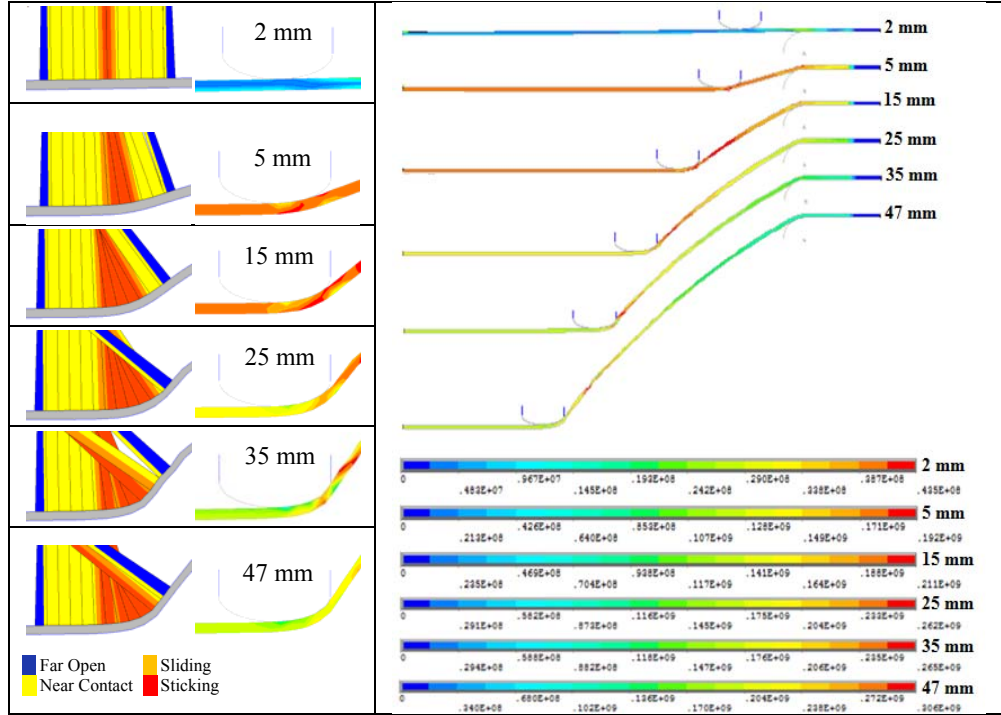 2 mm
5 mm
15 mm
25 mm
35 mm
47 mm
Far Open
Sliding
Near Contact
Sticking
2 mm
5 mm
15 mm
25 mm
35 mm
47 mm
2 mm
0 .967E+07 .193E+08 .290E+08 .387E+08
.483E+07 .145E+08 .242E+08 .338E+08 .435E+08
5 mm
0 .426E+08 .853E+08 .128E+09 .171E+09
.213E+08 .640E+08 .107E+09 .149E+09 .192E+09
15 mm
0 .469E+08 .938E+08 .141E+09 .188E+09
.235E+08 .704E+08 .117E+09 .164E+09 .211E+09
25 mm
0 .582E+08 .116E+09 .175E+09 .233E+09
.291E+08 .873E+08 .145E+09 .204E+09 .262E+09
35 mm
0 .588E+08 .118E+09 .176E+09 .235E+09
.294E+08 .882E+08 .147E+09 .206E+09 .265E+09
47 mm
0 .680E+08 .136E+09 .204E+09 .272E+09
.340E+08 .102E+09 .170E+09 .238E+09 .306E+09